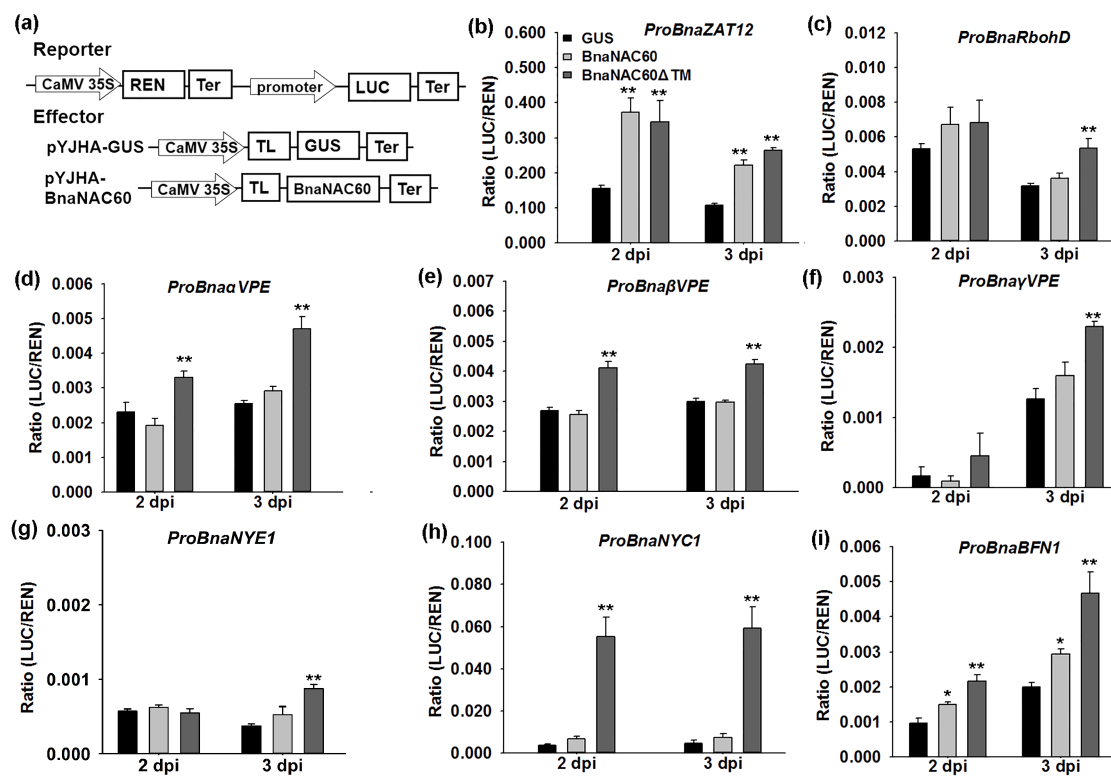 (a)
Reporter
CaMV 35S REN Ter promoter LUC Ter
Effector
pYJHA-GUS CaMV 35S TL GUS Ter
pYJHA-
BnaNAC60 CaMV 35S TL BnaNAC60 Ter
(b)
ProBnaZAT12
GUS
BnaNAC60
BnaNAC60ΔTM
Ratio (LUC/REN)
0.600
0.500
0.400
0.300
0.200
0.100
0.000
** ** ** **
2 dpi 3 dpi
(c)
ProBnaRbohD
Ratio (LUC/REN)
0.012
0.010
0.008
0.006
0.004
0.002
0.000
**
2 dpi 3 dpi
(d)
ProBnaαVPE
Ratio (LUC/REN)
0.006
0.005
0.004
0.003
0.002
0.001
0.000
** **
2 dpi 3 dpi
(e)
ProBnaβVPE
Ratio (LUC/REN)
0.007
0.006
0.005
0.004
0.003
0.002
0.001
0.000
** **
2 dpi 3 dpi
(f)
ProBnaγVPE
Ratio (LUC/REN)
0.003
0.002
0.001
0.000
**
2 dpi 3 dpi
(g)
ProBnaNYE1
Ratio (LUC/REN)
0.003
0.002
0.001
0.000
**
2 dpi 3 dpi
(h)
ProBnaNYC1
Ratio (LUC/REN)
0.100
0.080
0.060
0.040
0.020
0.000
** **
2 dpi 3 dpi
(i)
ProBnaBFN1
Ratio (LUC/REN)
0.006
0.005
0.004
0.003
0.002
0.001
0.000
* ** * **
2 dpi 3 dpi